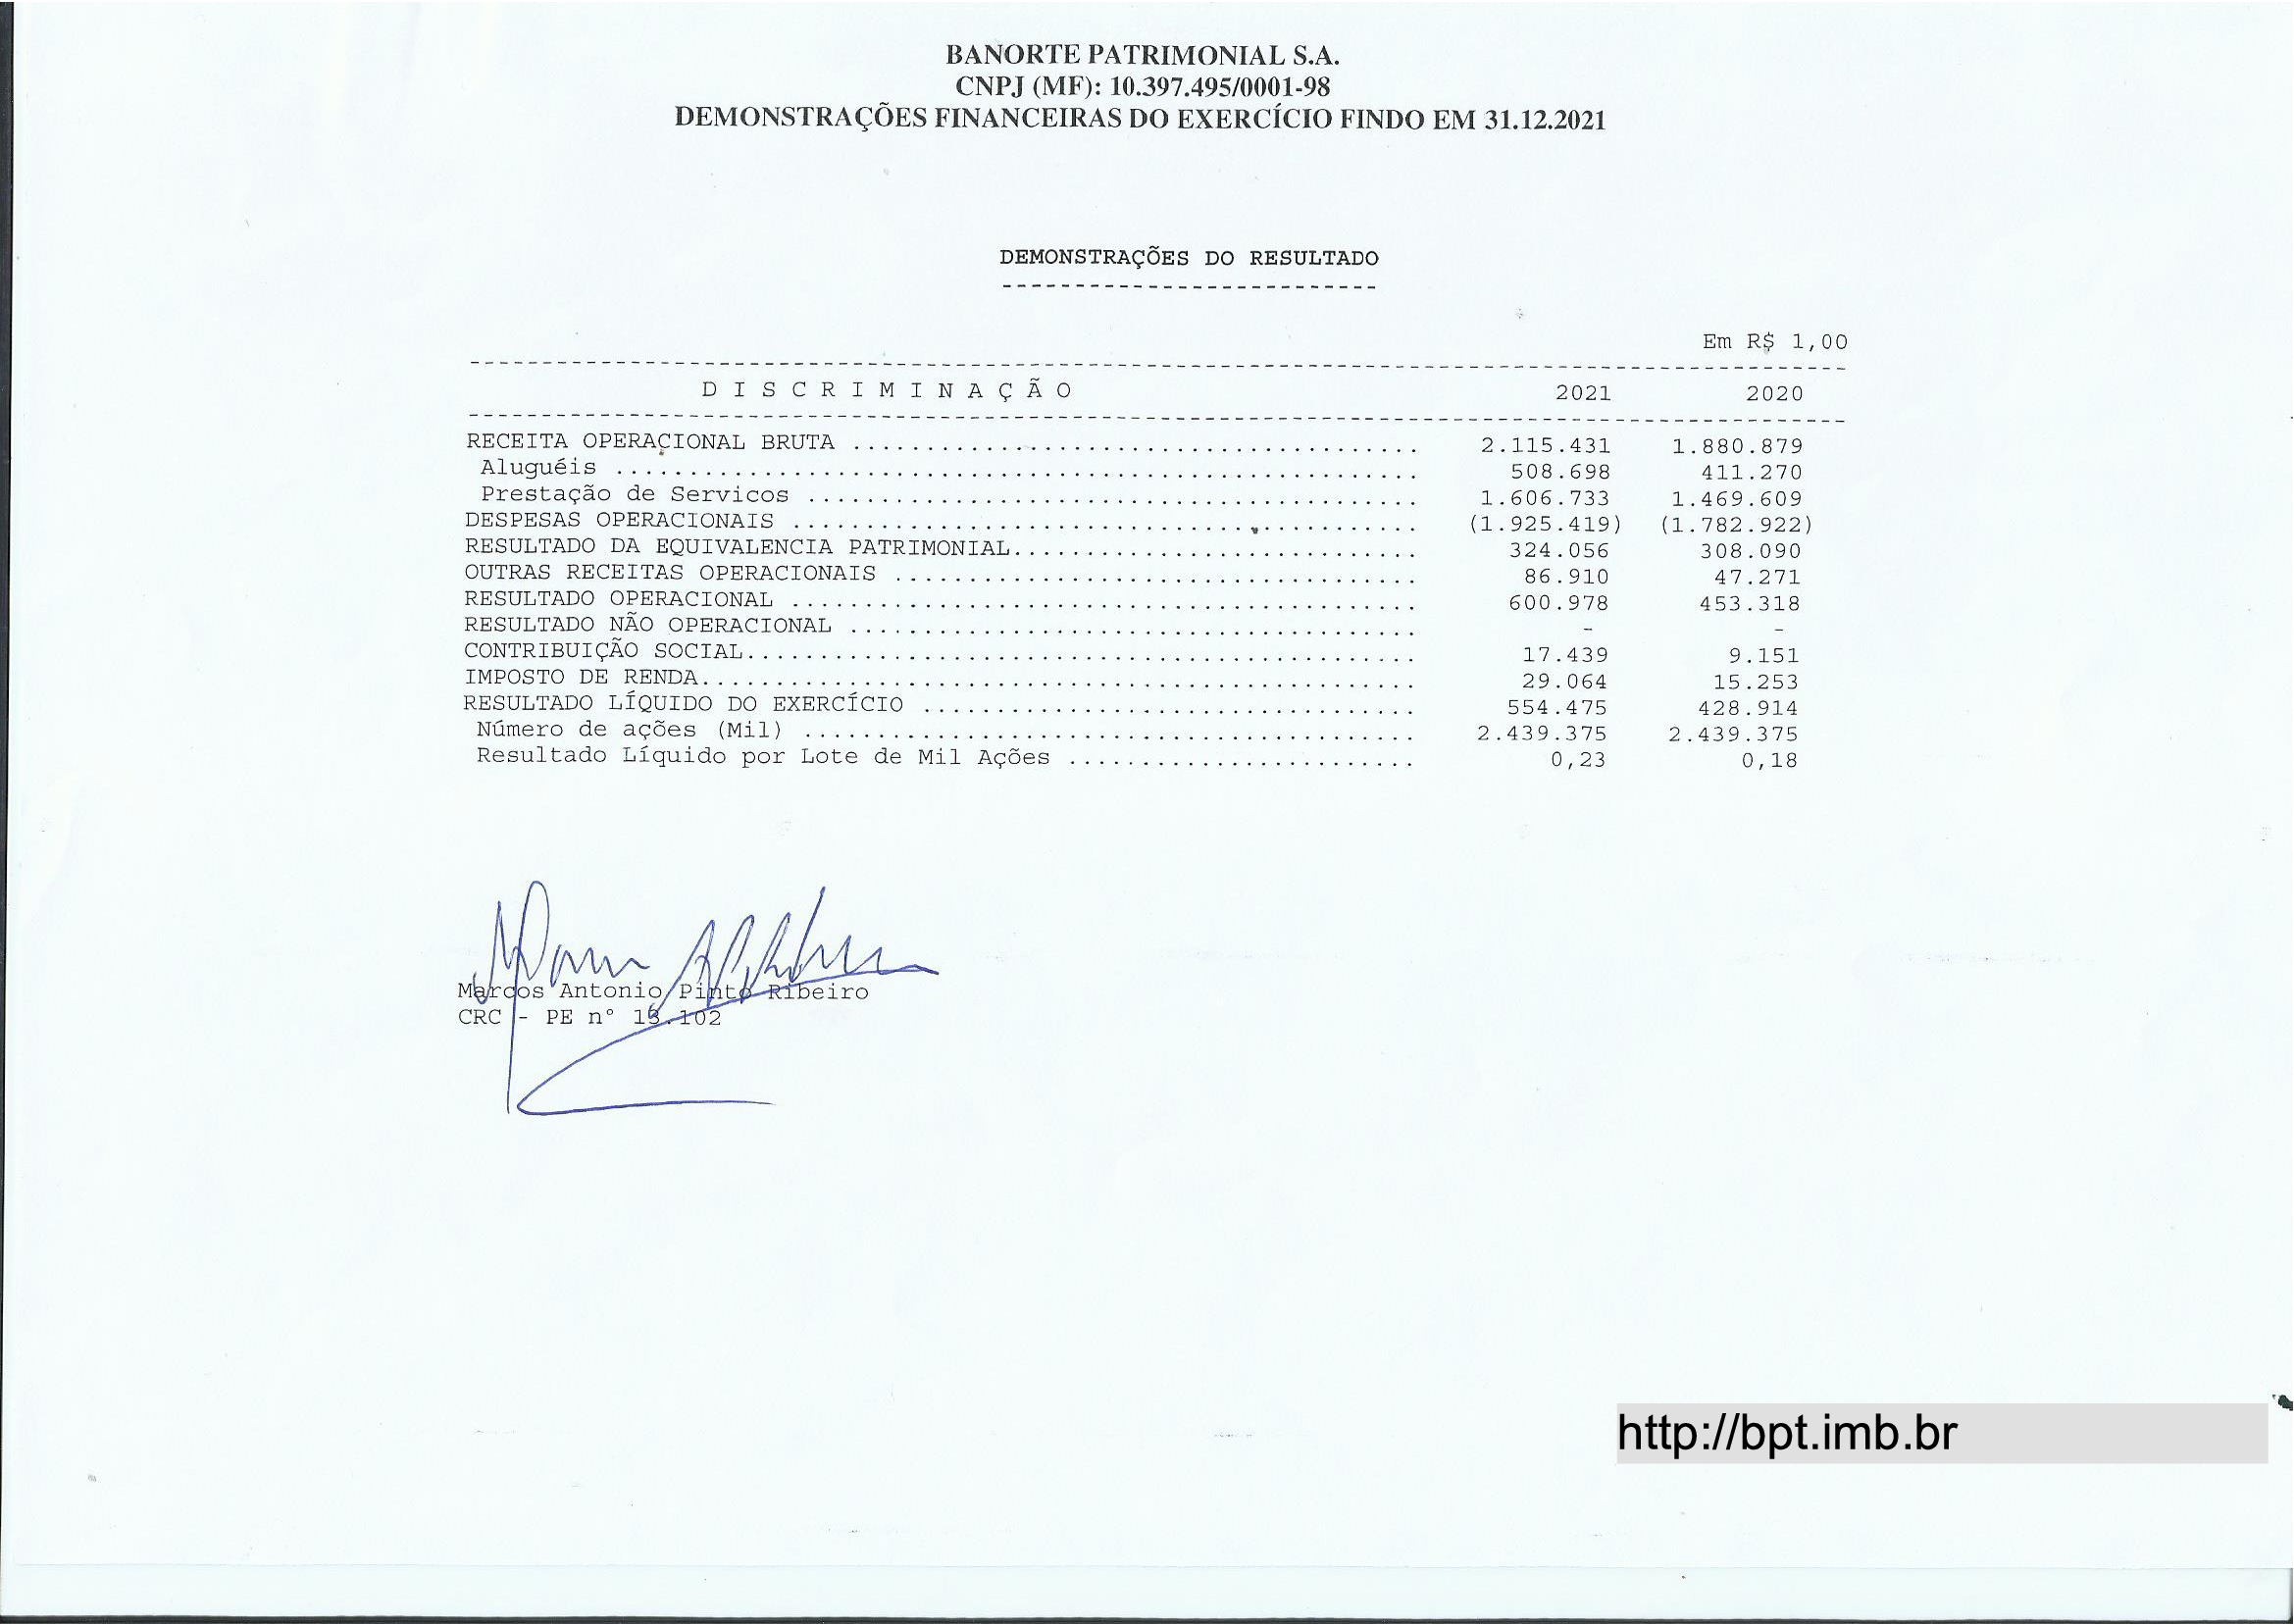 BANORTE PATRIMONIAL S.A.
CNPJ (MF): 10.397.495/0001-98
DEMONSTRAÇÕES FINANCEIRAS DO EXERCÍCIO FINDO EM 31.12.2021
DEMONSTRAÇÕES DO RESULTADO
Em R$ 1,00
D I S C R I M I N A Ç Ã O 2021 2020
RECEITA OPERACIONAL BRUTA ....................................... 2.115.431 1.880.879
Aluguéis ....................................................... 508.698 411.270
Prestação de Servicos .......................................... 1.606.733 1.469.609
DESPESAS OPERACIONAIS ........................................... (1.925.419) (1.782.922)
RESULTADO DA EQUIVALENCIA PATRIMONIAL............................ 324.056 308.090
OUTRAS RECEITAS OPERACIONAIS .................................... 86.910 47.271
RESULTADO OPERACIONAL ........................................... 600.978 453.318
RESULTADO NÃO OPERACIONAL ....................................... - -
CONTRIBUIÇÃO SOCIAL.............................................. 17.439 9.151
IMPOSTO DE RENDA................................................. 29.064 15.253
RESULTADO LÍQUIDO DO EXERCÍCIO .................................. 554.475 428.914
Número de ações (Mil) .......................................... 2.439.375 2.439.375
Resultado Líquido por Lote de Mil Ações ........................ 0,23 0,18
Marcos Antonio Pinto Ribeiro
CRC - PE n° 13.102
http://bpt.imb.br